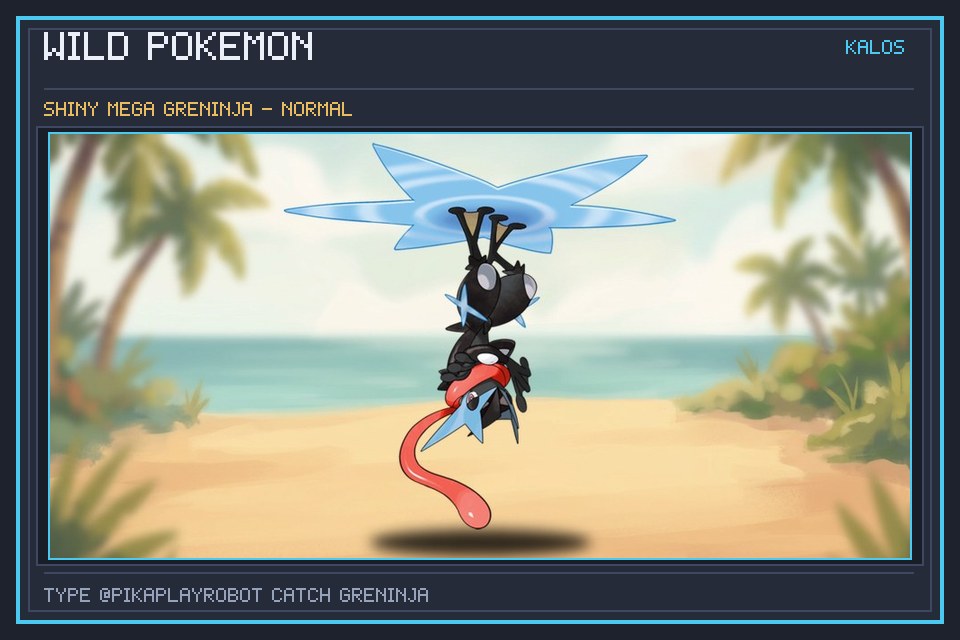 WILD POKEMON
KALOS
SHINY MEGA GRENINJA – NORMAL
TYPE @PIKAPLAYROBOT CATCH GRENINJA